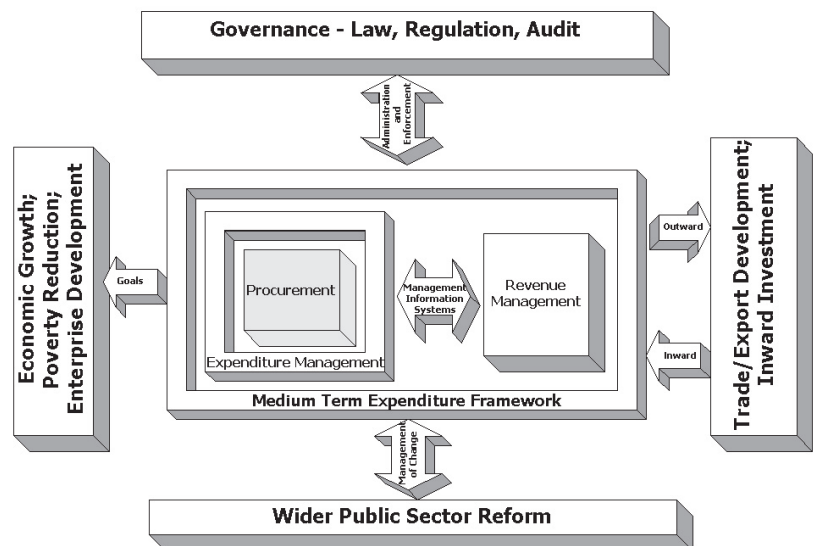 Governance - Law, Regulation, Audit
Administration
and
Enforcement
Economic Growth;
Poverty Reduction;
Enterprise Development
Goals
Procurement
Expenditure Management
Management
Information
Systems
Revenue
Management
Medium Term Expenditure Framework
Outward
Inward
Trade/Export Development;
Inward Investment
Management
of Change
Wider Public Sector Reform